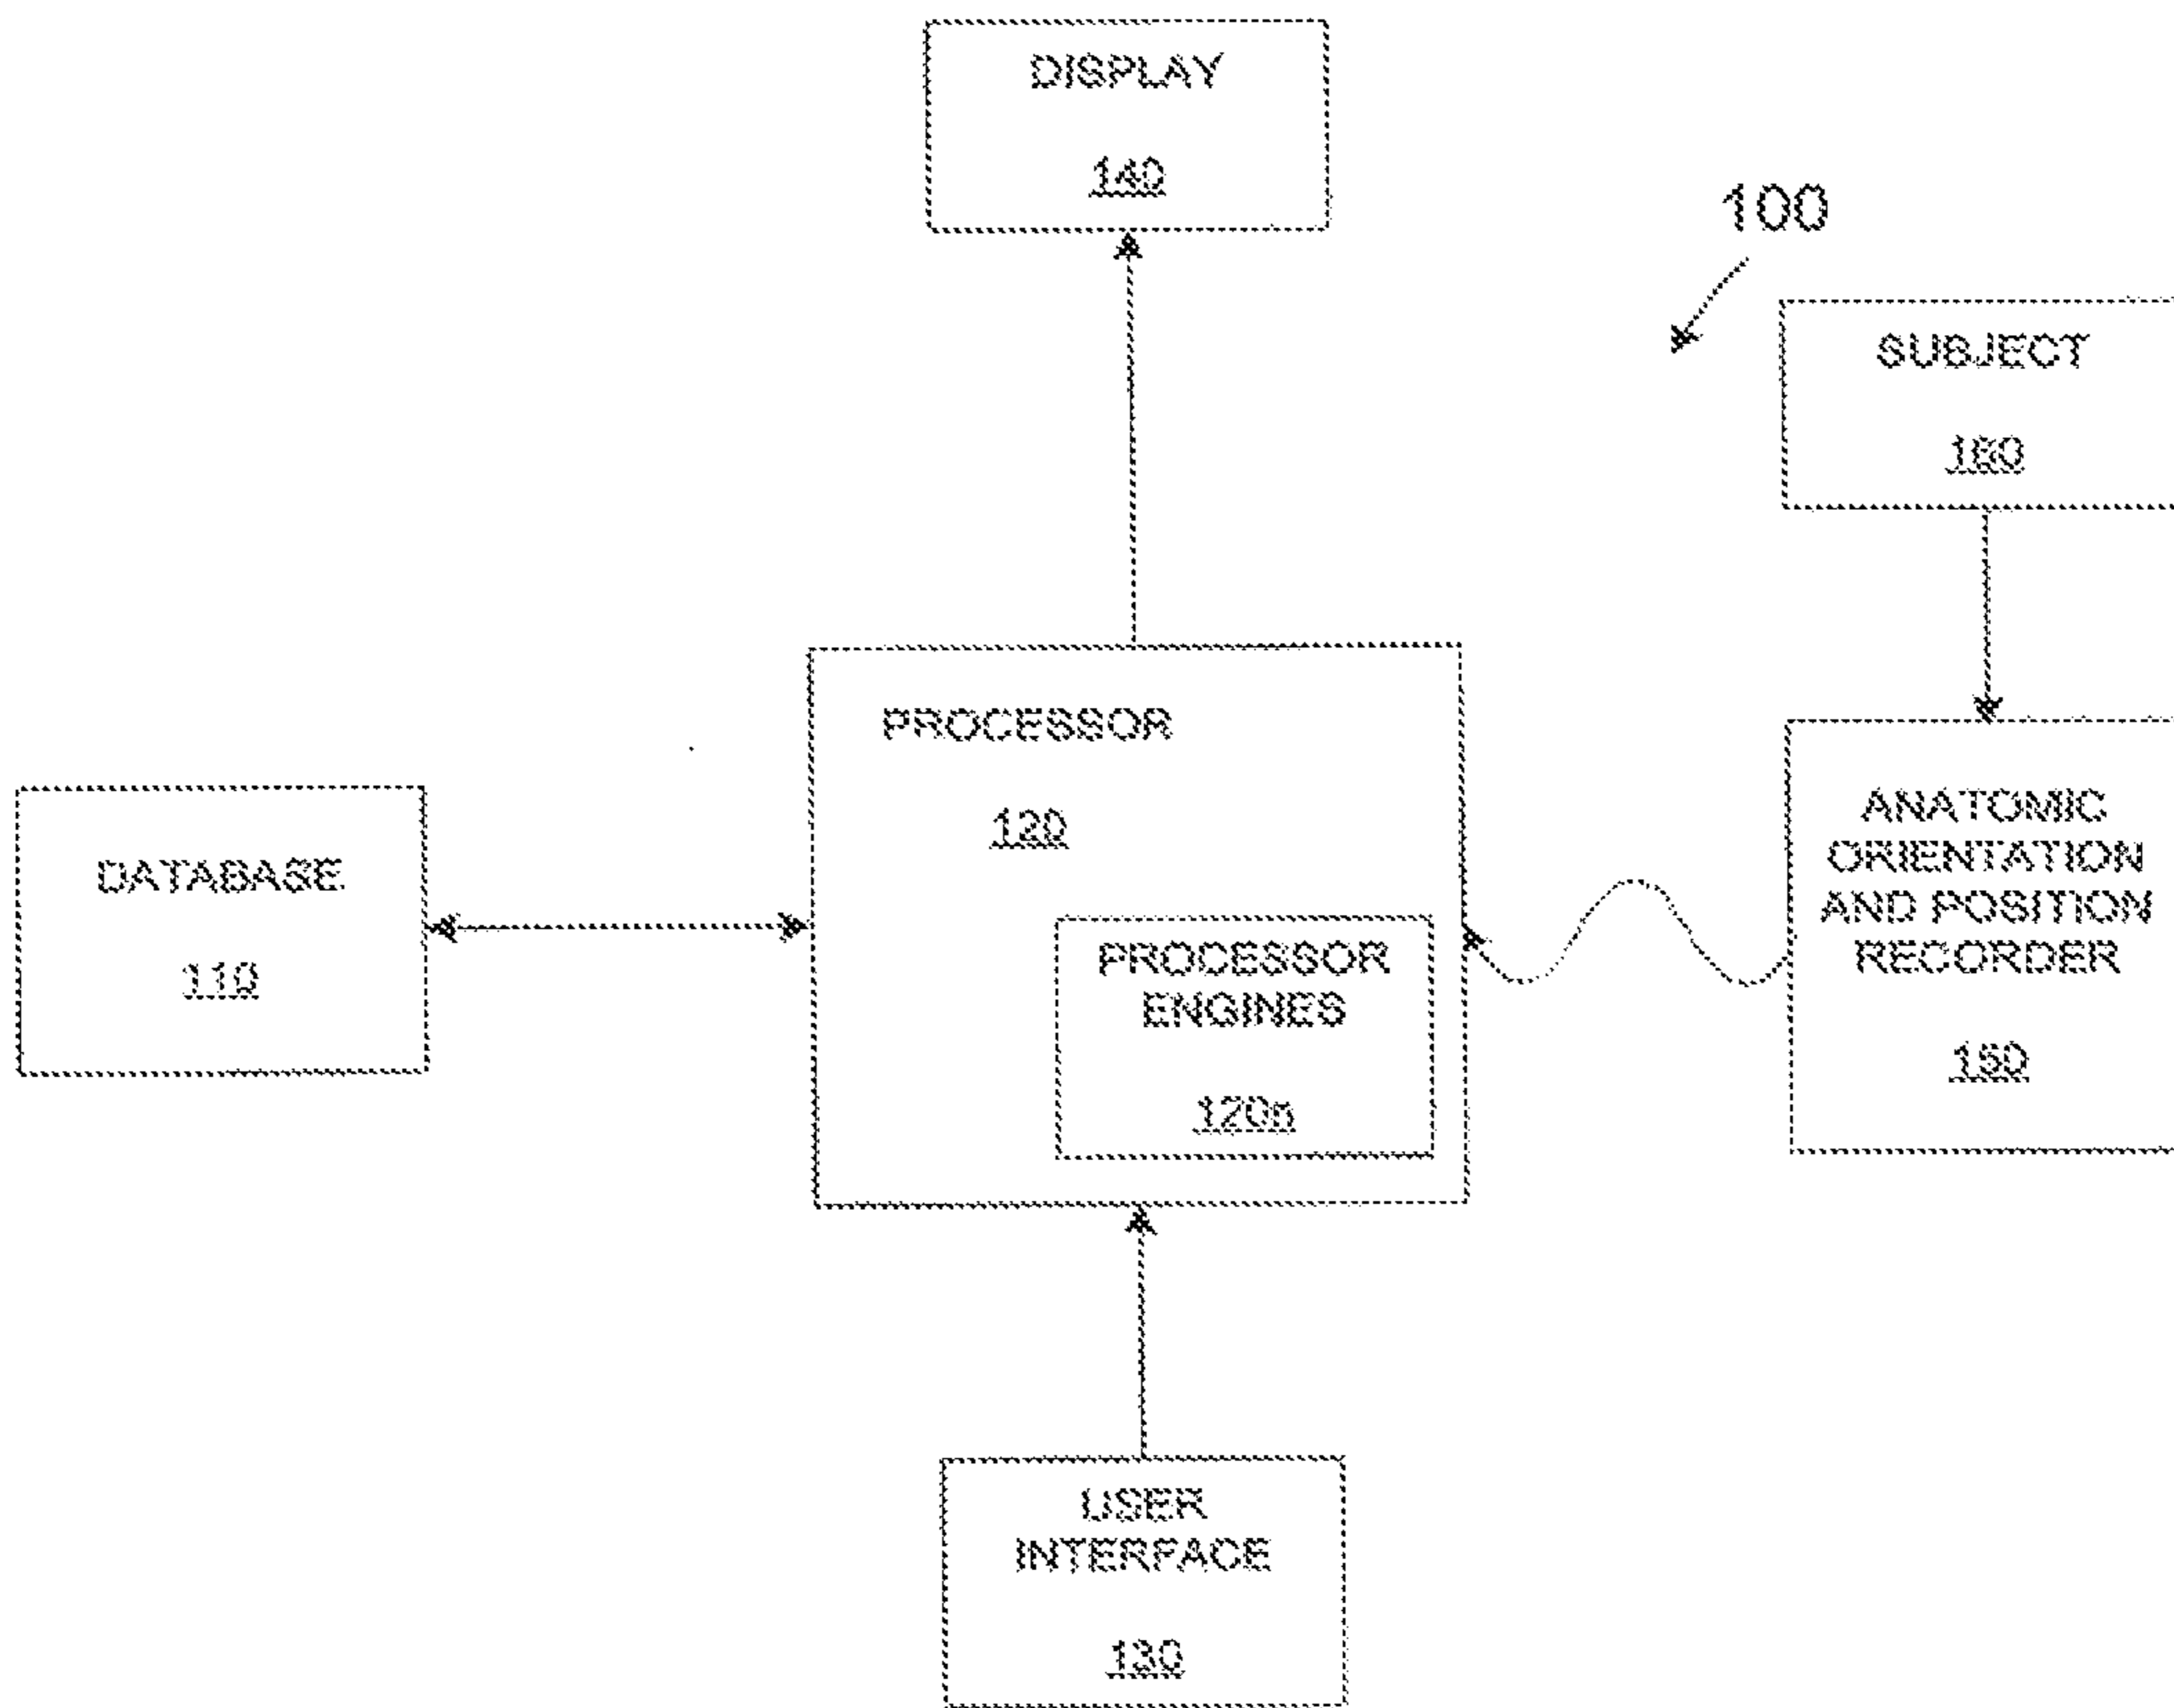 DISPLAY
140
100
SUBJECT
160
PROCESSOR
120
DATABASE
110
PROCESSOR
ENGINES
120n
ANATOMIC
ORIENTATION
AND POSITION
RECORDER
150
USER
INTERFACE
130